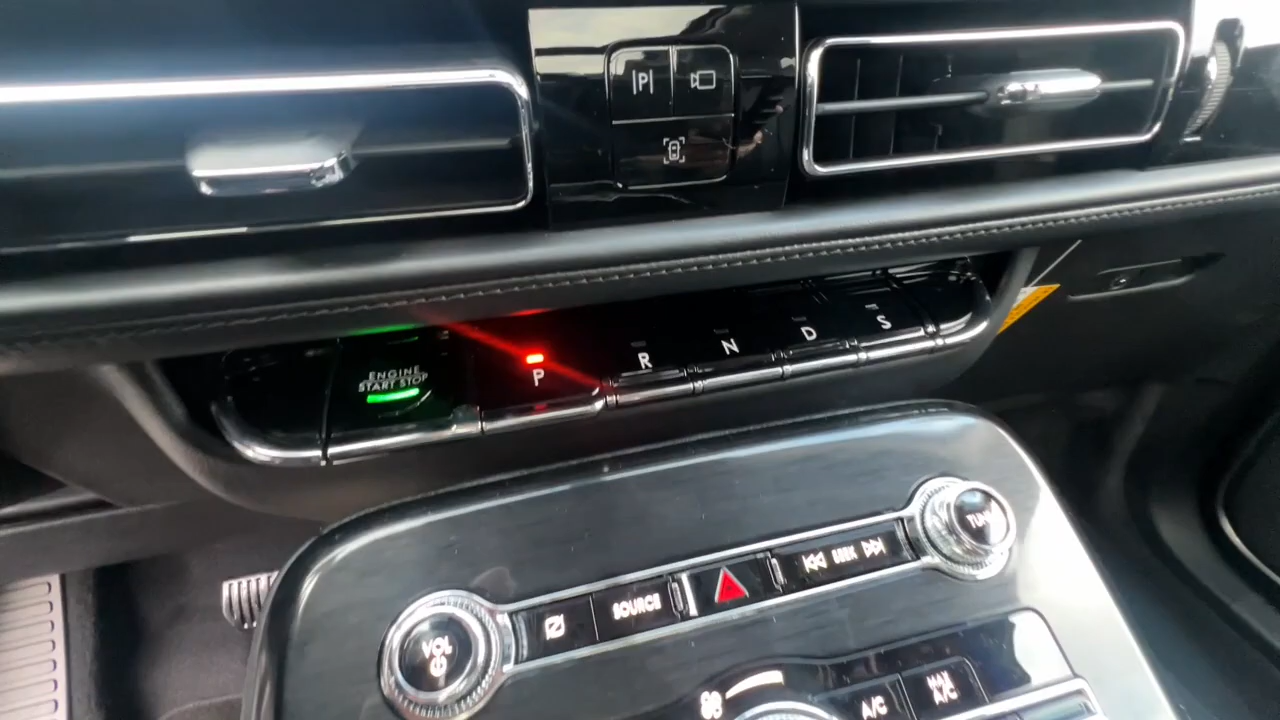 |P|
ENGINE
START STOP
P
R
N
D
S
TUNE
SEEK
SOURCE
VOL
A/C
MAX
A/C